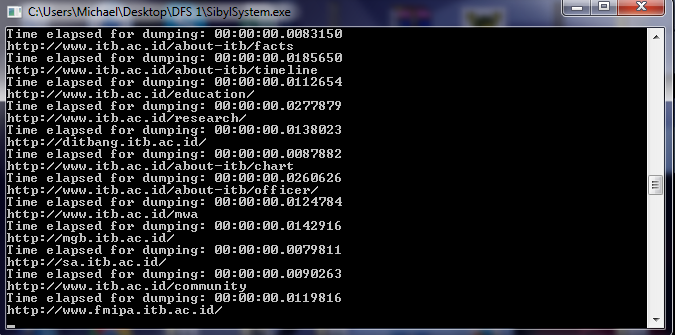 C:\Users\Michael\Desktop\DFS 1\SibylSystem.exe
Time elapsed for dumping: 00:00:00.0083150
http://www.itb.ac.id/about-itb/facts
Time elapsed for dumping: 00:00:00.0185650
http://www.itb.ac.id/about-itb/timeline
Time elapsed for dumping: 00:00:00.0112654
http://www.itb.ac.id/education/
Time elapsed for dumping: 00:00:00.0277879
http://www.itb.ac.id/research/
Time elapsed for dumping: 00:00:00.0138023
http://ditbang.itb.ac.id/
Time elapsed for dumping: 00:00:00.0087882
http://www.itb.ac.id/about-itb/chart
Time elapsed for dumping: 00:00:00.0260626
http://www.itb.ac.id/about-itb/officer/
Time elapsed for dumping: 00:00:00.0124784
http://www.itb.ac.id/mwa
Time elapsed for dumping: 00:00:00.0142916
http://mgb.itb.ac.id/
Time elapsed for dumping: 00:00:00.0079811
http://sa.itb.ac.id/
Time elapsed for dumping: 00:00:00.0090263
http://www.itb.ac.id/community
Time elapsed for dumping: 00:00:00.0119816
http://www.fmipa.itb.ac.id/